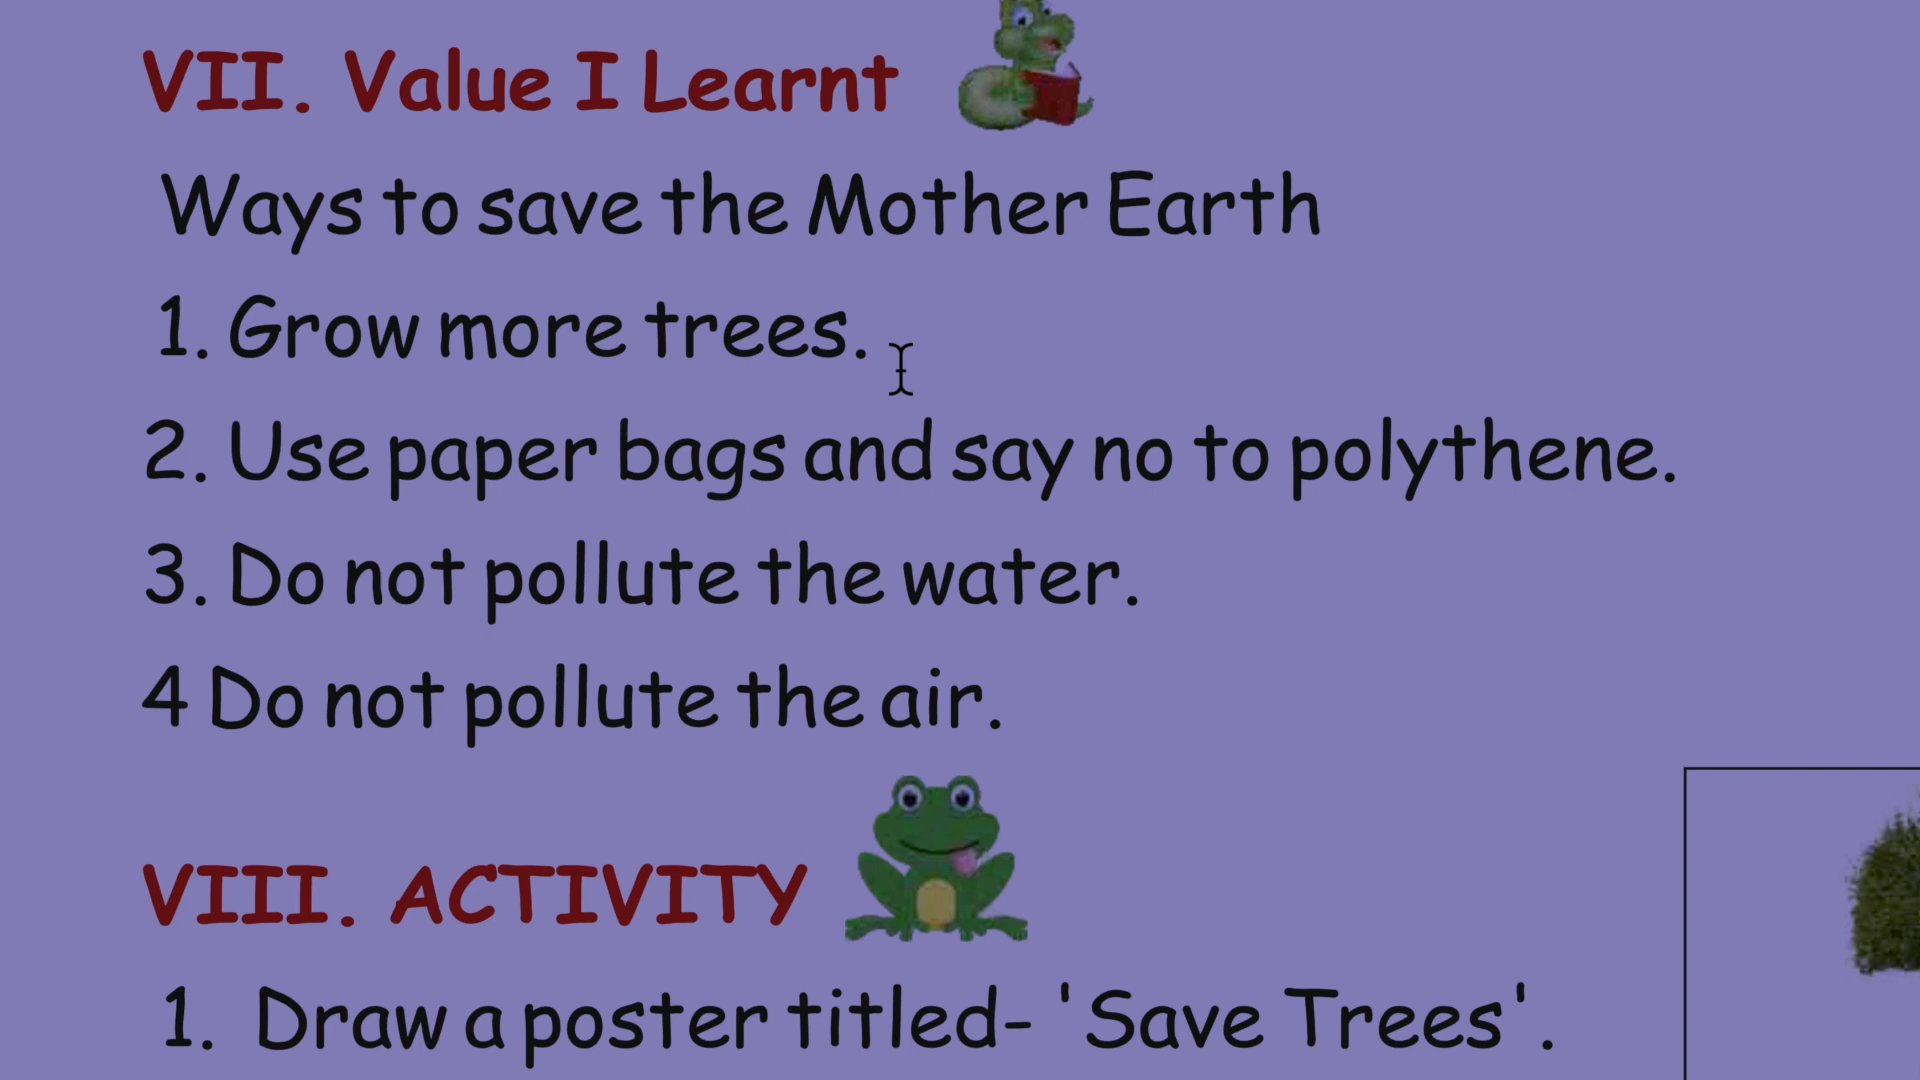 VII. Value I Learnt
Ways to save the Mother Earth
1. Grow more trees.
2. Use paper bags and say no to polythene.
3. Do not pollute the water.
4 Do not pollute the air.
VIII. ACTIVITY
1. Draw a poster titled- 'Save Trees'.